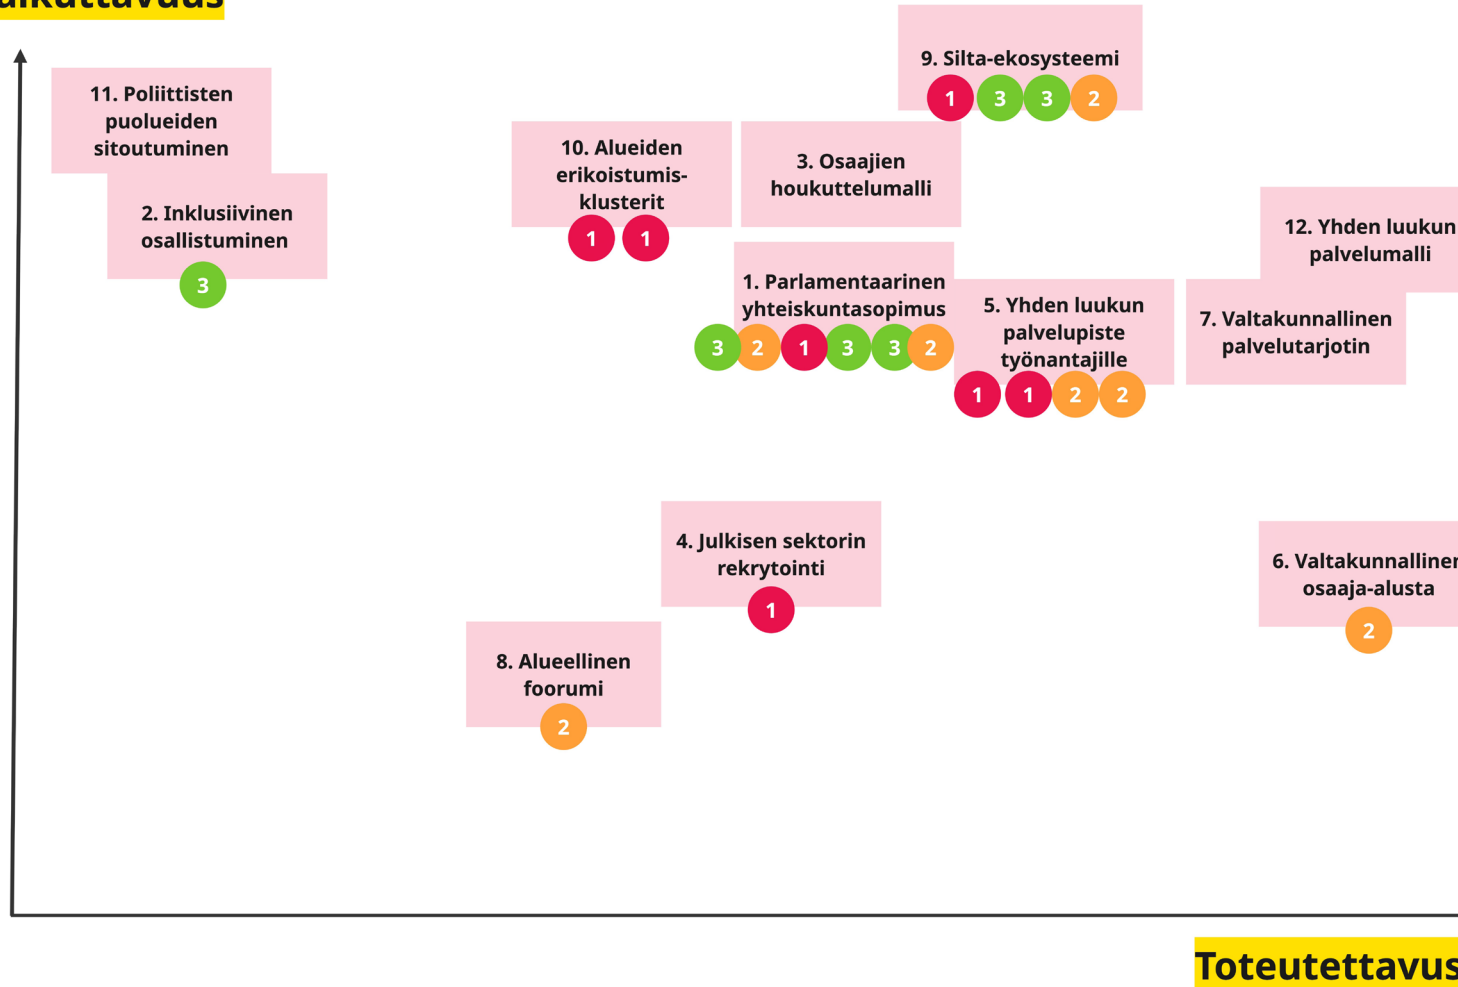 9. Silta-ekosysteemi
1 3 3 2
11. Poliittisten
puolueiden
sitoutuminen
10. Alueiden
erikoistumis-
klusterit
1 1
3. Osaajien
houkuttelumalli
2. Inklusiivinen
osallistuminen
3
12. Yhden luukun
palvelumalli
1. Parlamentaarinen
yhteiskuntasopimus
3 2 1 3 3 2
5. Yhden luukun
palvelupiste
työnantajille
1 1 2 2
7. Valtakunnallinen
palvelutarjotin
4. Julkisen sektorin
rekrytointi
1
6. Valtakunnallinen
osaaja-alusta
2
8. Alueellinen
foorumi
2
Toteutettavus